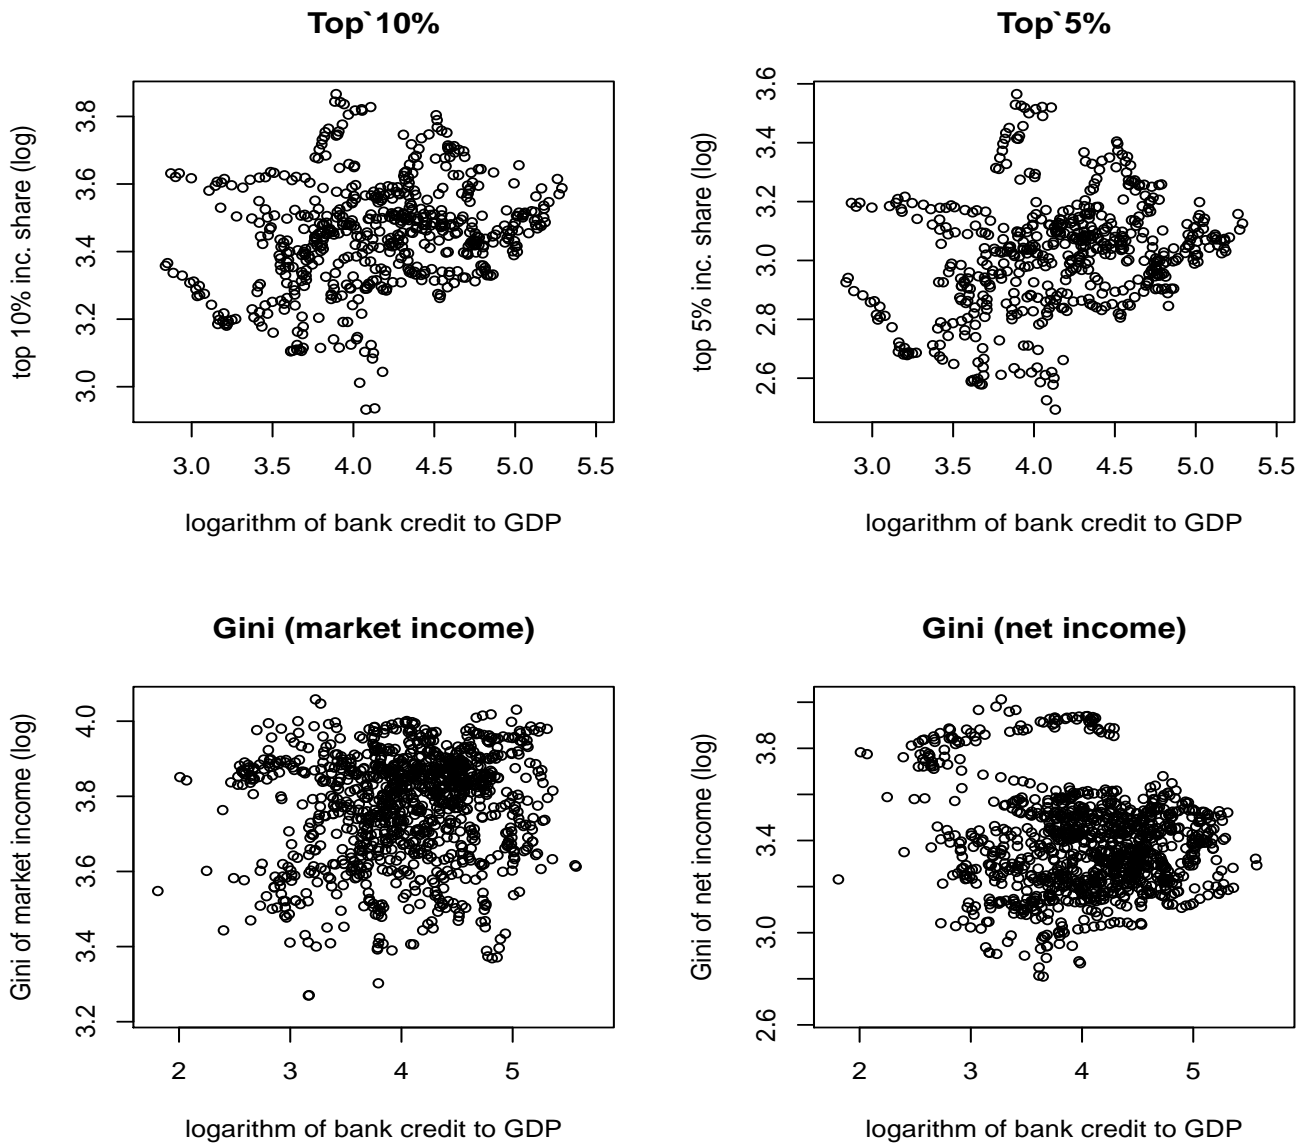 Top`10%
top 10% inc. share (log)
3.0 3.2 3.4 3.6 3.8
3.0 3.5 4.0 4.5 5.0 5.5
logarithm of bank credit to GDP
Top`5%
top 5% inc. share (log)
2.6 2.8 3.0 3.2 3.4 3.6
3.0 3.5 4.0 4.5 5.0 5.5
logarithm of bank credit to GDP
Gini (market income)
Gini of market income (log)
3.2 3.4 3.6 3.8 4.0
2 3 4 5
logarithm of bank credit to GDP
Gini (net income)
Gini of net income (log)
2.6 3.0 3.4 3.8
2 3 4 5
logarithm of bank credit to GDP